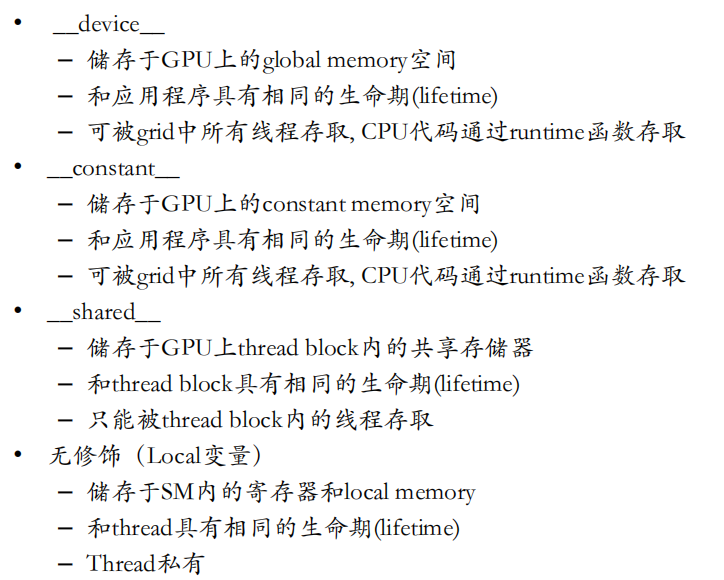 • __device__
– 储存于GPU上的global memory空间
– 和应用程序具有相同的生命期(lifetime)
– 可被grid中所有线程存取, CPU代码通过runtime函数存取
• __constant__
– 储存于GPU上的constant memory空间
– 和应用程序具有相同的生命期(lifetime)
– 可被grid中所有线程存取, CPU代码通过runtime函数存取
• __shared__
– 储存于GPU上thread block内的共享存储器
– 和thread block具有相同的生命期(lifetime)
– 只能被thread block内的线程存取
• 无修饰（Local变量）
– 储存于SM内的寄存器和local memory
– 和thread具有相同的生命期(lifetime)
– Thread私有